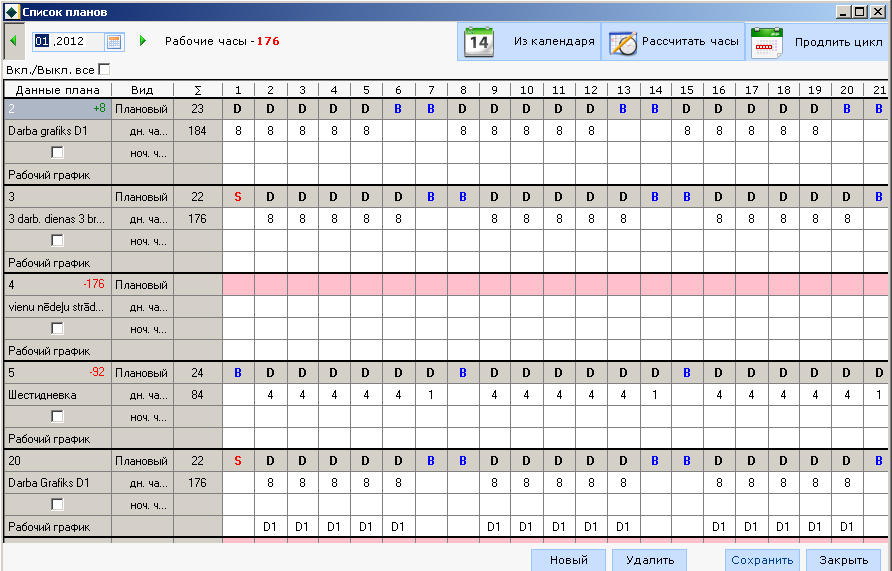 Список планов
01 .2012 Рабочие часы - 176 14 Из календаря Рассчитать часы Продлить цикл
Вкл./Выкл. все
Данные плана Вид Σ 1 2 3 4 5 6 7 8 9 10 11 12 13 14 15 16 17 18 19 20 21
2 +8 Плановый 23 D D D D D B B D D D D D B B D D D D D B B
Darba grafiks D1 дн. ча... 184 8 8 8 8 8 8 8 8 8 8 8 8 8 8 8
ноч. ч...
Рабочий график
3 Плановый 22 S D D D D D B B D D D D D B B D D D D D B
3 darb. dienas 3 br... дн. ча... 176 8 8 8 8 8 8 8 8 8 8 8 8 8 8 8
ноч. ч...
Рабочий график
4 -176 Плановый
vienu nēdeļu strād... дн. ча...
ноч. ч...
Рабочий график
5 -92 Плановый 24 B D D D D D D B D D D D D D B D D D D D D
Шестидневка дн. ча... 84 4 4 4 4 4 1 4 4 4 4 4 1 4 4 4 4 4 1
ноч. ч...
Рабочий график
20 Плановый 22 S D D D D D B B D D D D D B B D D D D D B
Darba Grafiks D1 дн. ча... 176 8 8 8 8 8 8 8 8 8 8 8 8 8 8 8
ноч. ч...
Рабочий график D1 D1 D1 D1 D1 D1 D1 D1 D1 D1 D1 D1 D1 D1 D1
Новый Удалить Сохранить Закрыть